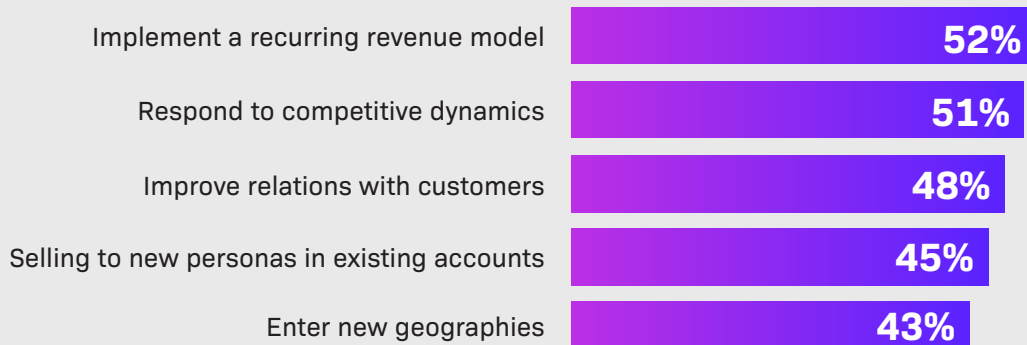 Implement a recurring revenue model 52%
Respond to competitive dynamics 51%
Improve relations with customers 48%
Selling to new personas in existing accounts 45%
Enter new geographies 43%